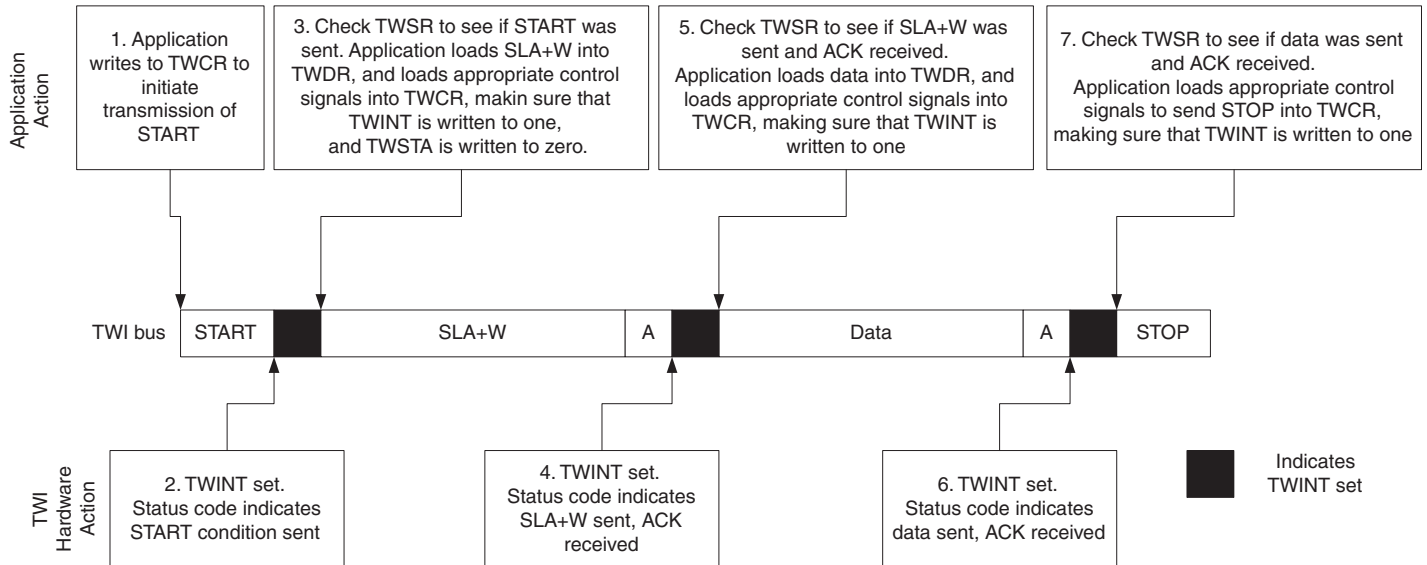 Application
Action
1. Application
writes to TWCR to
initiate
transmission of
START
3. Check TWSR to see if START was
sent. Application loads SLA+W into
TWDR, and loads appropriate control
signals into TWCR, makin sure that
TWINT is written to one,
and TWSTA is written to zero.
5. Check TWSR to see if SLA+W was
sent and ACK received.
Application loads data into TWDR, and
loads appropriate control signals into
TWCR, making sure that TWINT is
written to one
7. Check TWSR to see if data was sent
and ACK received.
Application loads appropriate control
signals to send STOP into TWCR,
making sure that TWINT is written to one
TWI bus
START
SLA+W
A
Data
A
STOP
TWI
Hardware
Action
2. TWINT set.
Status code indicates
START condition sent
4. TWINT set.
Status code indicates
SLA+W sent, ACK
received
6. TWINT set.
Status code indicates
data sent, ACK received
Indicates
TWINT set